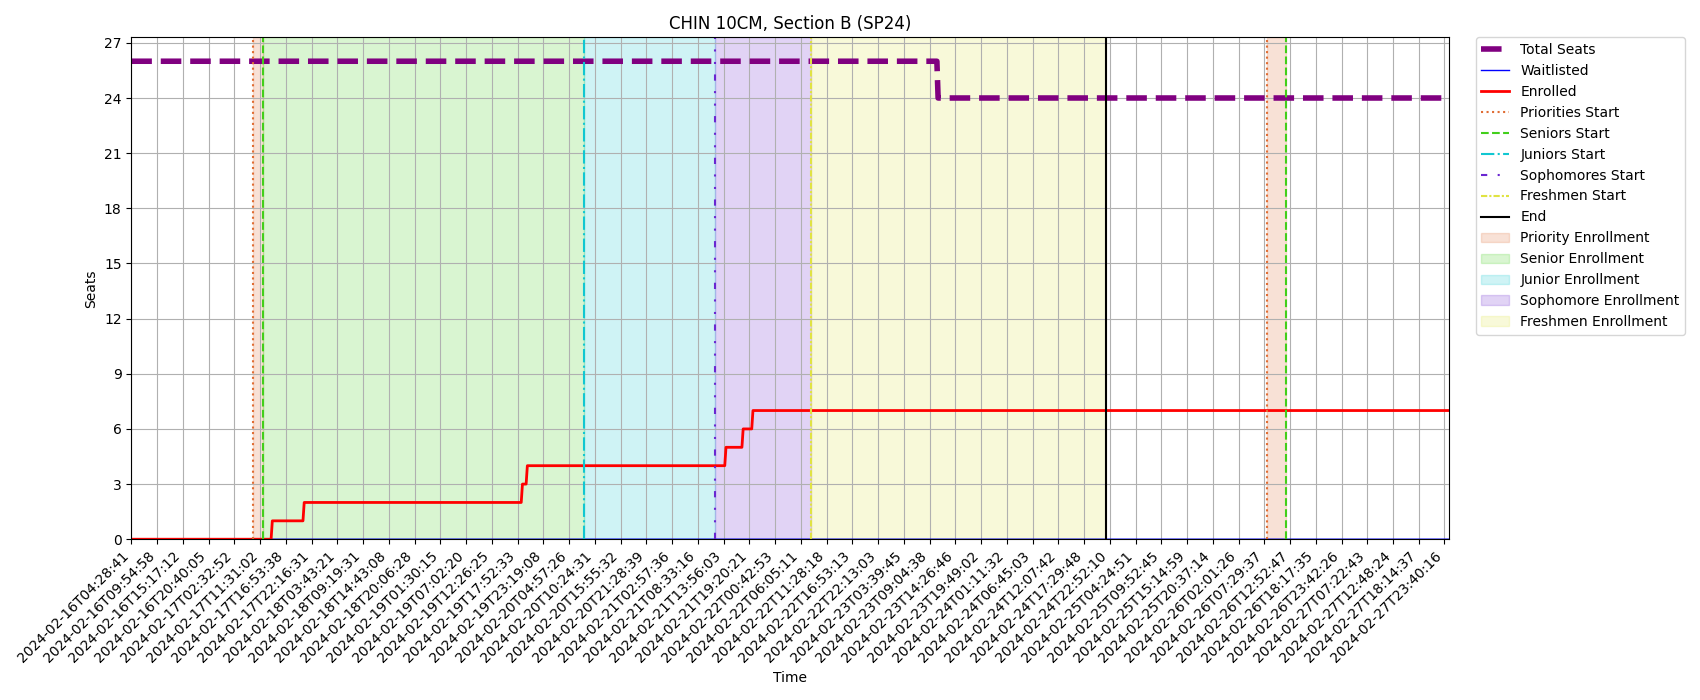 CHIN 10CM, Section B (SP24)
Seats
27
24
21
18
15
12
9
6
3
0
2024-02-16T04:28:41
2024-02-16T09:54:58
2024-02-16T15:17:12
2024-02-16T20:40:05
2024-02-17T02:32:52
2024-02-17T11:31:02
2024-02-17T16:53:38
2024-02-17T22:16:31
2024-02-18T03:43:21
2024-02-18T09:19:31
2024-02-18T14:43:08
2024-02-18T20:06:28
2024-02-19T01:30:15
2024-02-19T07:02:20
2024-02-19T12:26:25
2024-02-19T17:52:33
2024-02-19T23:19:08
2024-02-20T04:57:26
2024-02-20T10:24:31
2024-02-20T15:55:32
2024-02-20T21:28:39
2024-02-21T02:57:36
2024-02-21T08:33:16
2024-02-21T13:56:03
2024-02-21T19:20:21
2024-02-22T00:42:53
2024-02-22T06:05:11
2024-02-22T11:28:18
2024-02-22T16:53:13
2024-02-22T22:13:03
2024-02-23T03:39:45
2024-02-23T09:04:38
2024-02-23T14:26:46
2024-02-23T19:49:02
2024-02-24T01:11:32
2024-02-24T06:45:03
2024-02-24T12:07:42
2024-02-24T17:29:48
2024-02-24T22:52:10
2024-02-25T04:24:51
2024-02-25T09:52:45
2024-02-25T15:14:59
2024-02-25T20:37:14
2024-02-26T02:01:26
2024-02-26T07:29:37
2024-02-26T12:52:47
2024-02-26T18:17:35
2024-02-26T23:42:26
2024-02-27T07:22:43
2024-02-27T12:48:24
2024-02-27T18:14:37
2024-02-27T23:40:16
Time
Total Seats
Waitlisted
Enrolled
Priorities Start
Seniors Start
Juniors Start
Sophomores Start
Freshmen Start
End
Priority Enrollment
Senior Enrollment
Junior Enrollment
Sophomore Enrollment
Freshmen Enrollment